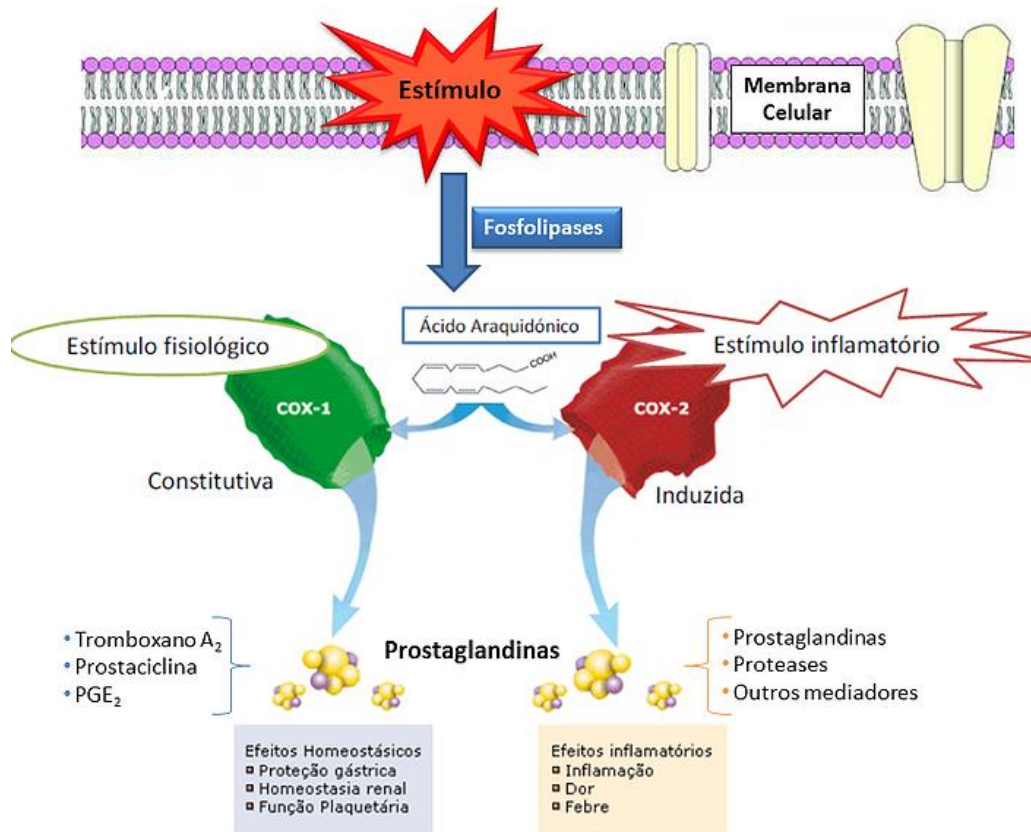 Estímulo
Membrana
Celular
Fosfolipases
Ácido Araquidónico
COOH
Estímulo fisiológico
Estímulo inflamatório
COX-1
COX-2
Constitutiva
Induzida
• Tromboxano A₂
• Prostaciclina
• PGE₂
Prostaglandinas
• Prostaglandinas
• Proteases
• Outros mediadores
Efeitos Homeostásicos
Proteção gástrica
Homeostasia renal
Função Plaquetária
Efeitos inflamatórios
Inflamação
Dor
Febre